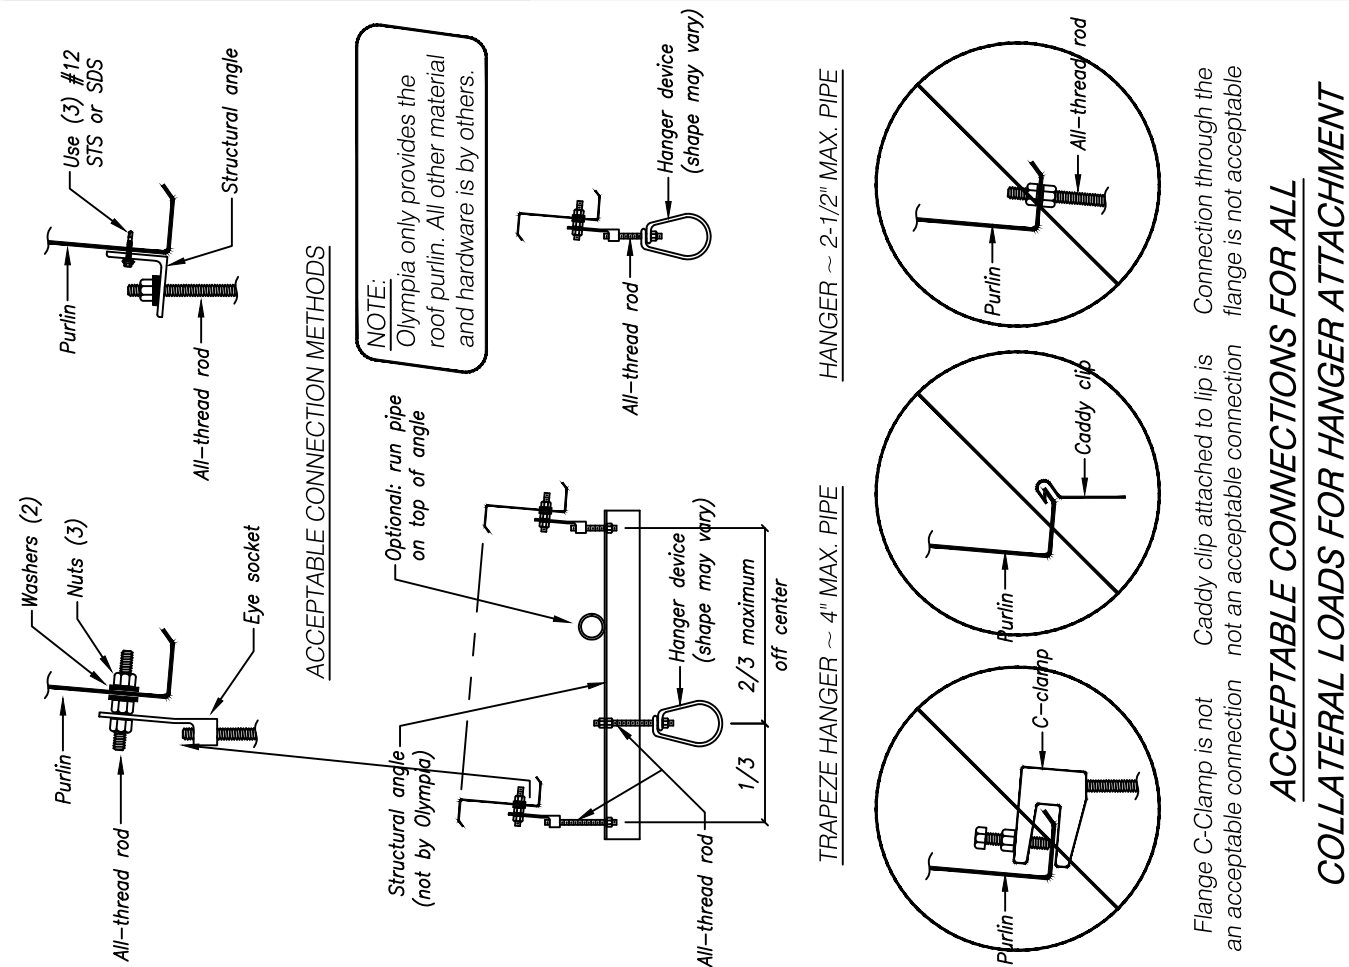 Washers (2)
Nuts (3)
Purlin
All-thread rod
Eye socket
Use (3) #12
STS or SDS
Purlin
Structural angle
All-thread rod
ACCEPTABLE CONNECTION METHODS
NOTE:
Olympia only provides the
roof purlin. All other material
and hardware is by others.
Structural angle
(not by Olympia)
Optional: run pipe
on top of angle
Hanger device
(shape may vary)
All-thread rod
1/3
2/3 maximum
off center
TRAPEZE HANGER ~ 4" MAX. PIPE
Hanger device
(shape may vary)
All-thread rod
HANGER ~ 2-1/2" MAX. PIPE
Purlin
C-clamp
Flange C-Clamp is not
an acceptable connection
Purlin
Caddy clip
Caddy clip attached to lip is
not an acceptable connection
Purlin
All-thread rod
Connection through the
flange is not acceptable
ACCEPTABLE CONNECTIONS FOR ALL
COLLATERAL LOADS FOR HANGER ATTACHMENT